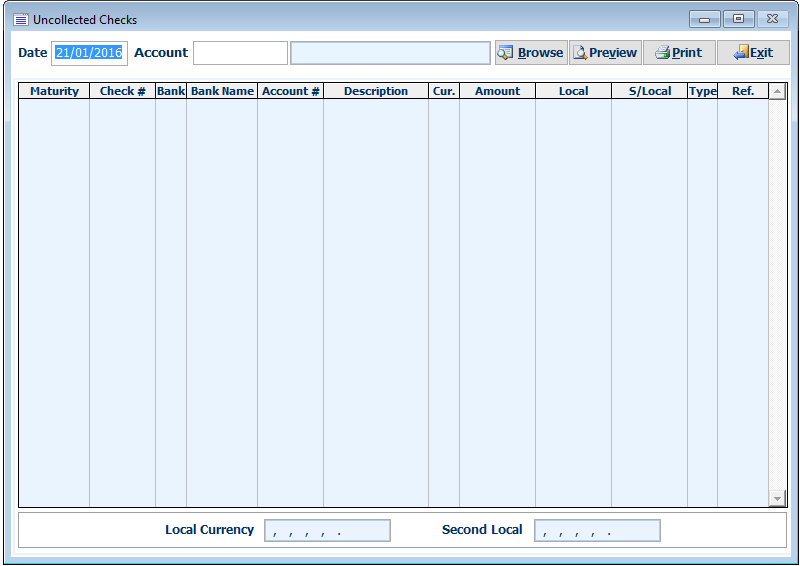 Uncollected Checks
Date 21/01/2016 Account Browse Preview Print Exit
Maturity Check # Bank Bank Name Account # Description Cur. Amount Local S/Local Type Ref.
Local Currency , , , , . Second Local , , , , .